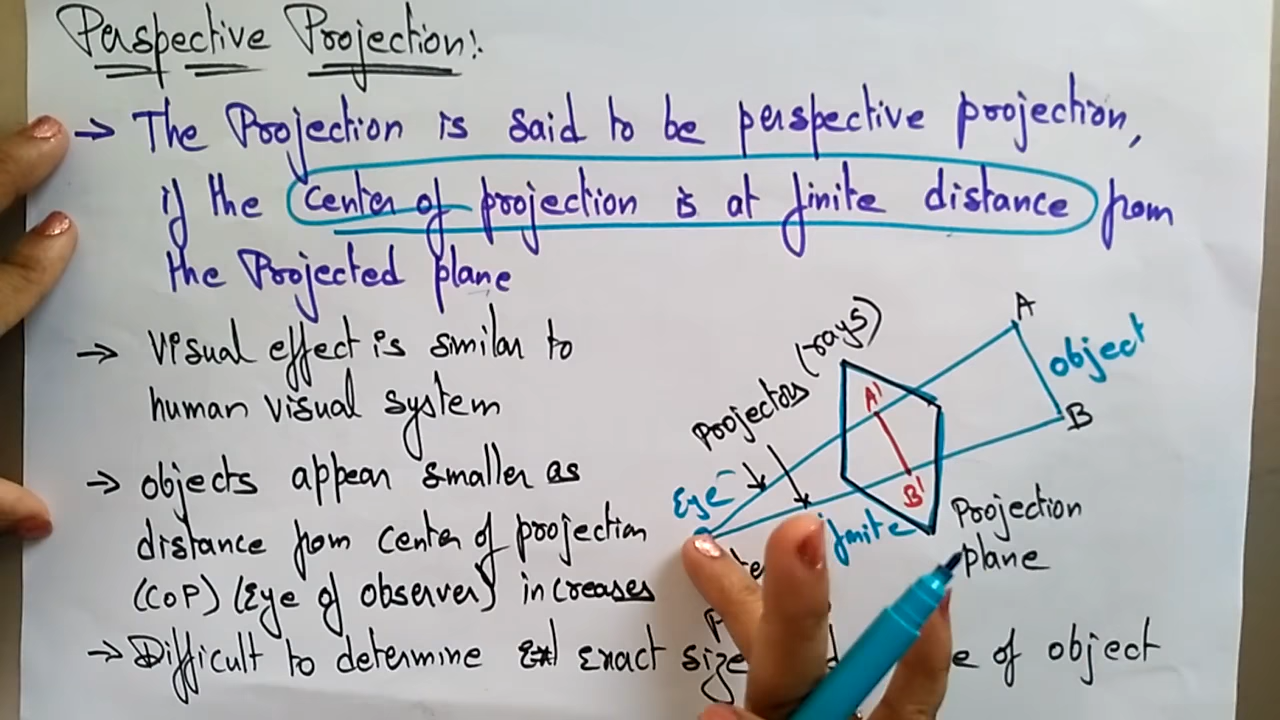 Perspective Projection:
→ The Projection is said to be perspective projection,
if the center of projection is at finite distance from
the Projected plane
→ Visual effect is similar to
human visual system
→ objects appear smaller as
distance from center of projection
(COP) (Eye of observer) increases
→ Difficult to determine exact size of object
Projectors (rays)
A
object
B
A'
B'
Eye
finite
Projection
plane